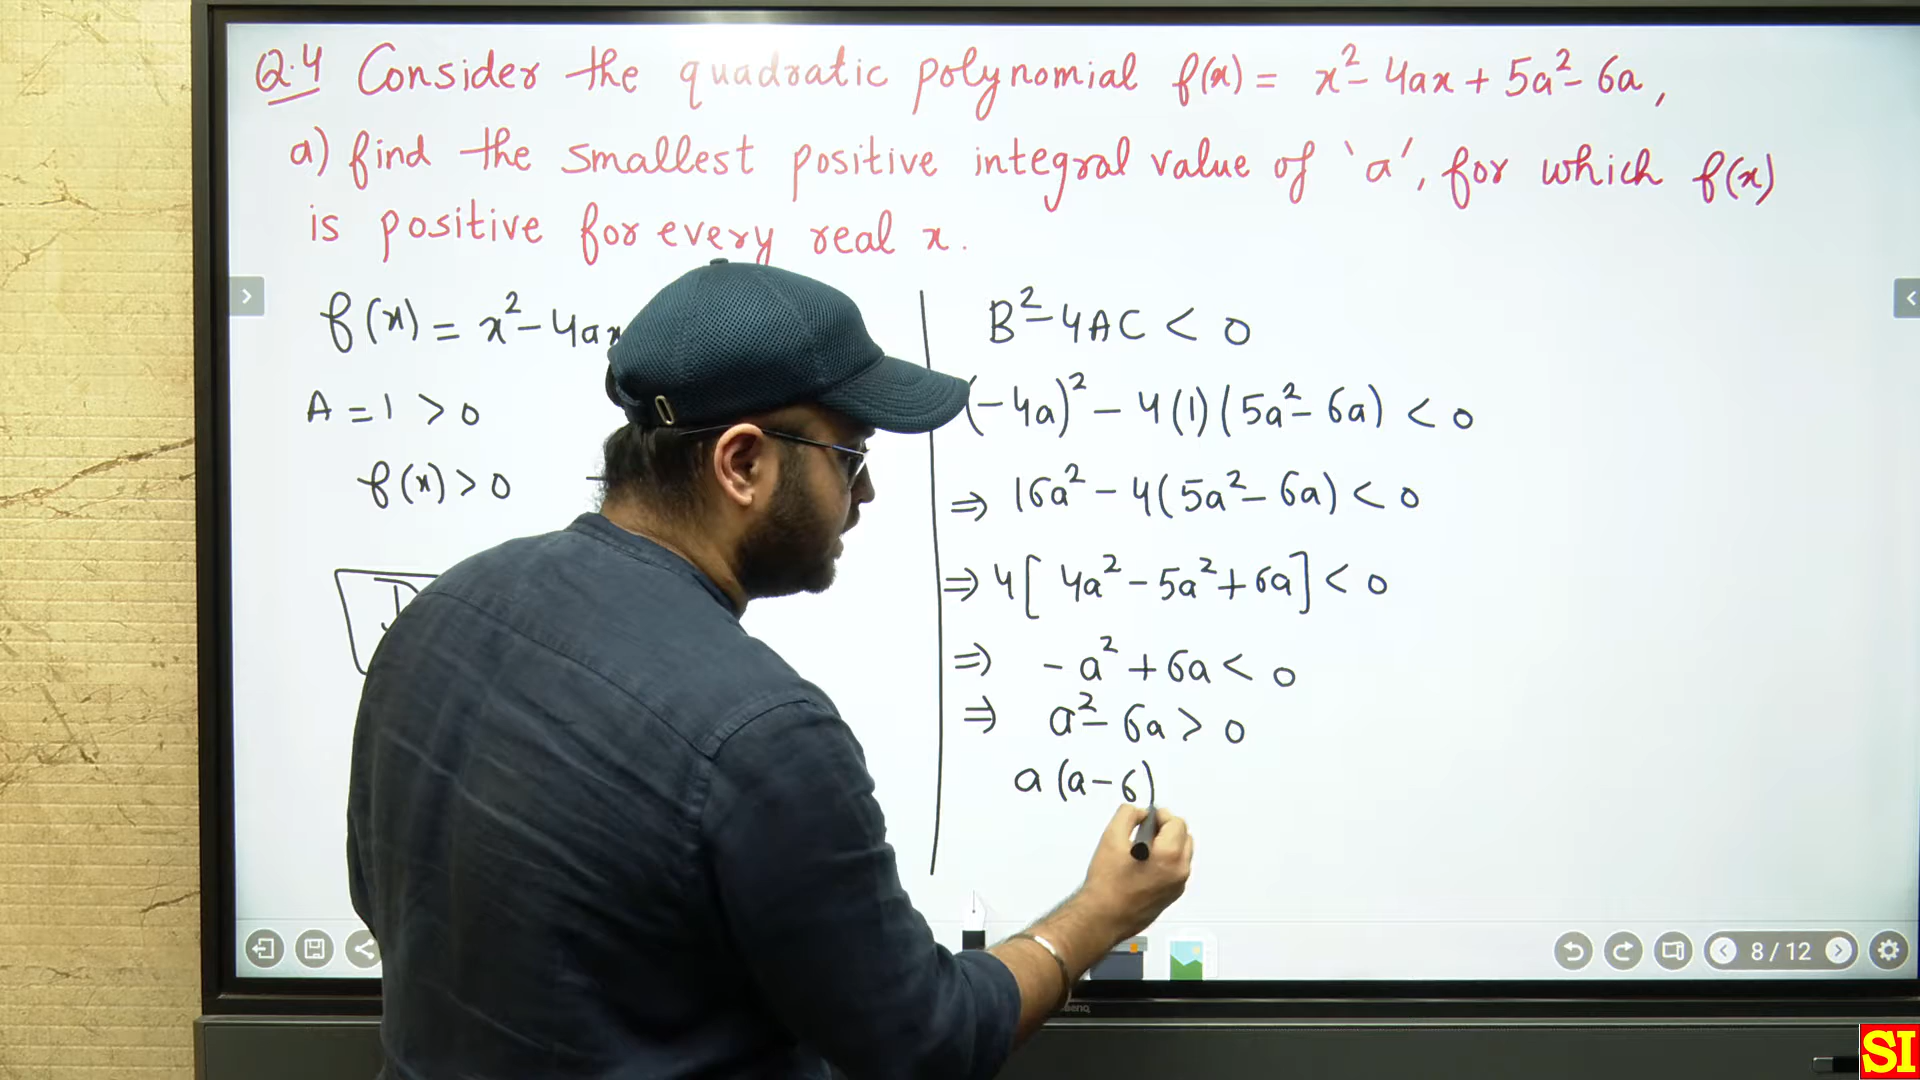 Q.4 Consider the quadratic polynomial f(x) = x² - 4ax + 5a² - 6a,
a) find the smallest positive integral value of 'a', for which f(x)
is positive for every real x.
f(x) = x² - 4ax
A = 1 > 0
f(x) > 0
D
B² - 4AC < 0
(-4a)² - 4(1)(5a² - 6a) < 0
⇒ 16a² - 4(5a² - 6a) < 0
⇒ 4[4a² - 5a² + 6a] < 0
⇒ -a² + 6a < 0
⇒ a² - 6a > 0
a(a - 6)
8 / 12
BenQ
SI